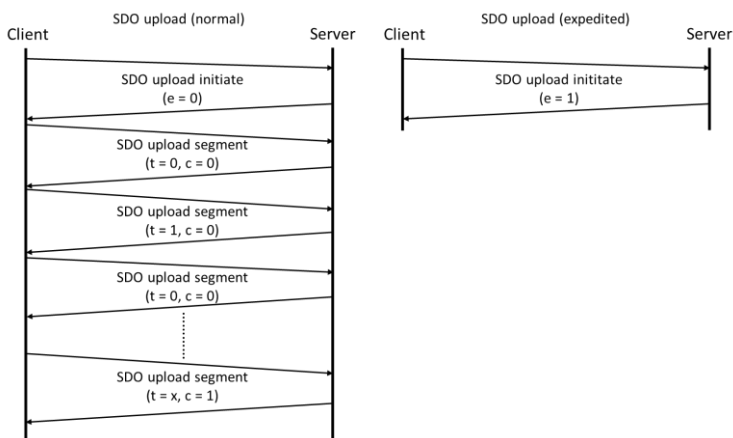 SDO upload (normal)
Client
Server
SDO upload initiate
(e = 0)
SDO upload segment
(t = 0, c = 0)
SDO upload segment
(t = 1, c = 0)
SDO upload segment
(t = 0, c = 0)
SDO upload segment
(t = x, c = 1)
SDO upload (expedited)
Client
Server
SDO upload inititate
(e = 1)